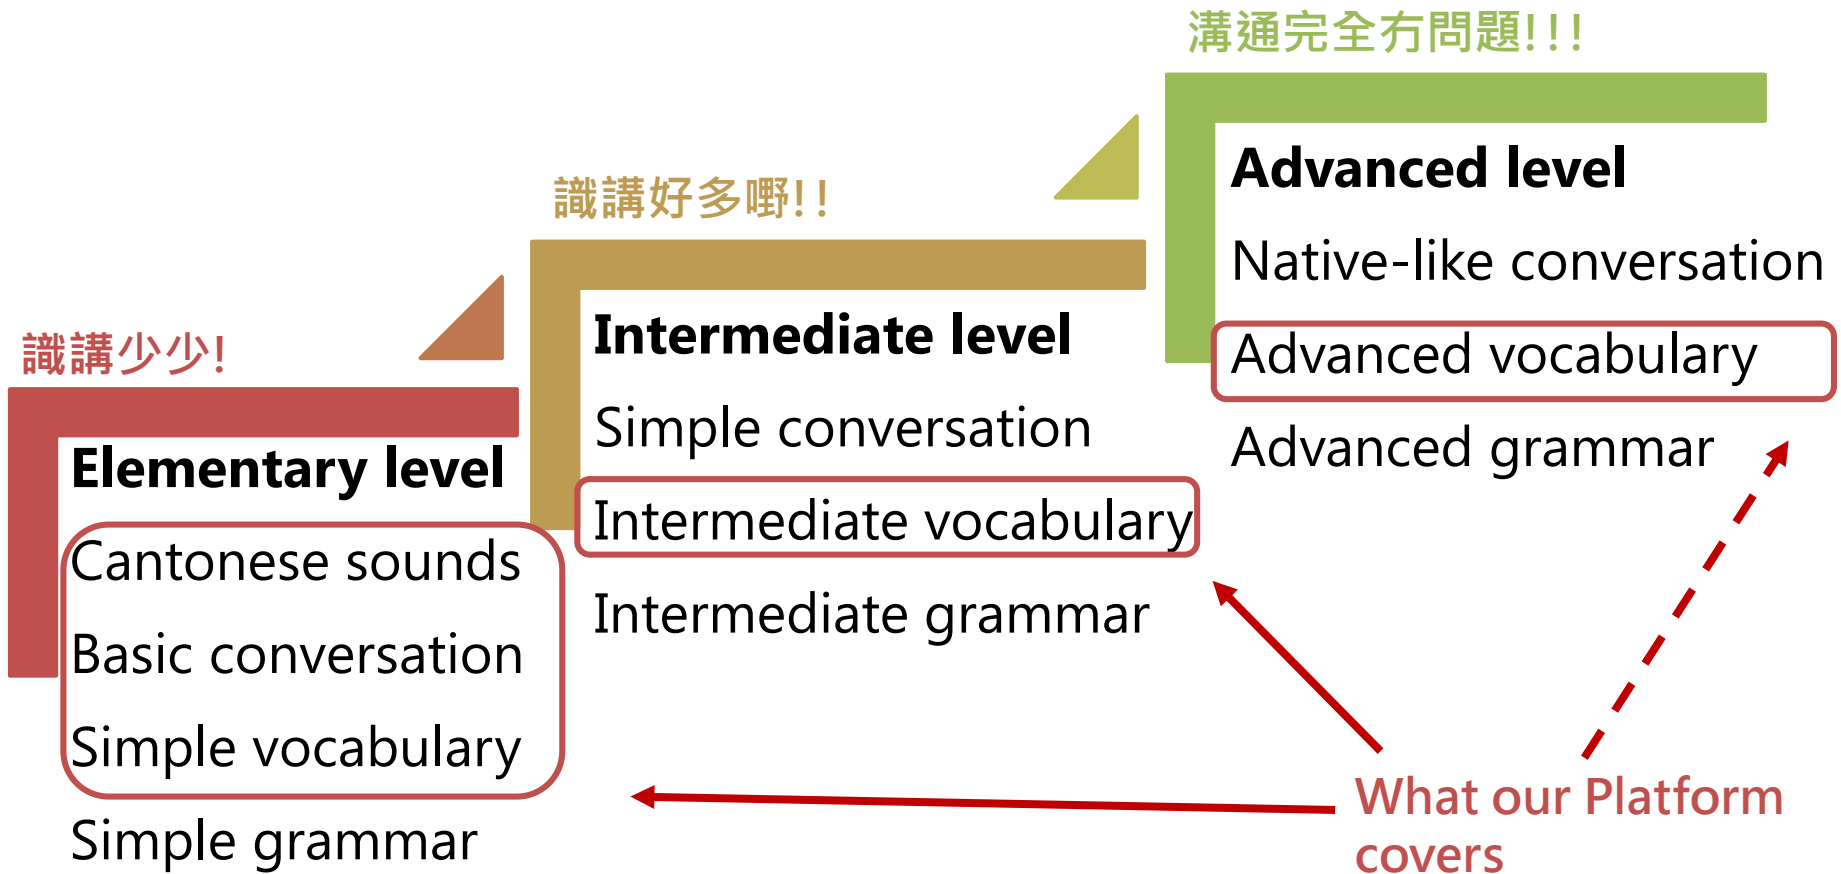 識講少少!
Elementary level
Cantonese sounds
Basic conversation
Simple vocabulary
Simple grammar
識講好多嘢!!
Intermediate level
Simple conversation
Intermediate vocabulary
Intermediate grammar
溝通完全冇問題!!!
Advanced level
Native-like conversation
Advanced vocabulary
Advanced grammar
What our Platform
covers